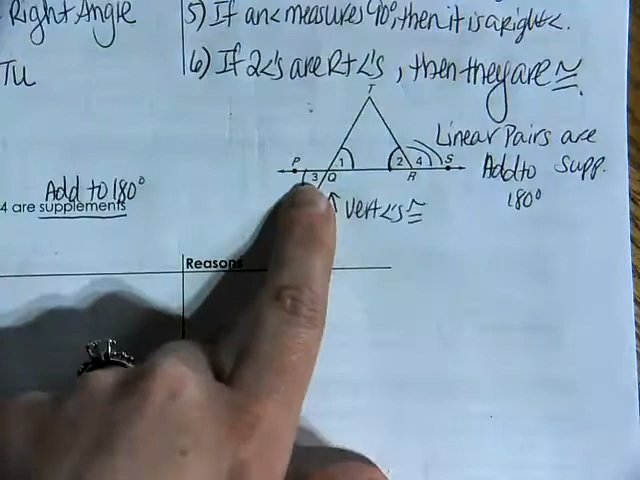 Right Angle
5) If an < measures 90°, then it is a right <.
TU
6) If 2 <'s are Rt <'s, then they are ≅.
T
Linear Pairs are
Add to Supp.
180°
P
3 Q
1
2
4
R
S
Add to 180°
4 are supplements
↑ Vert <'s ≅
Reasons